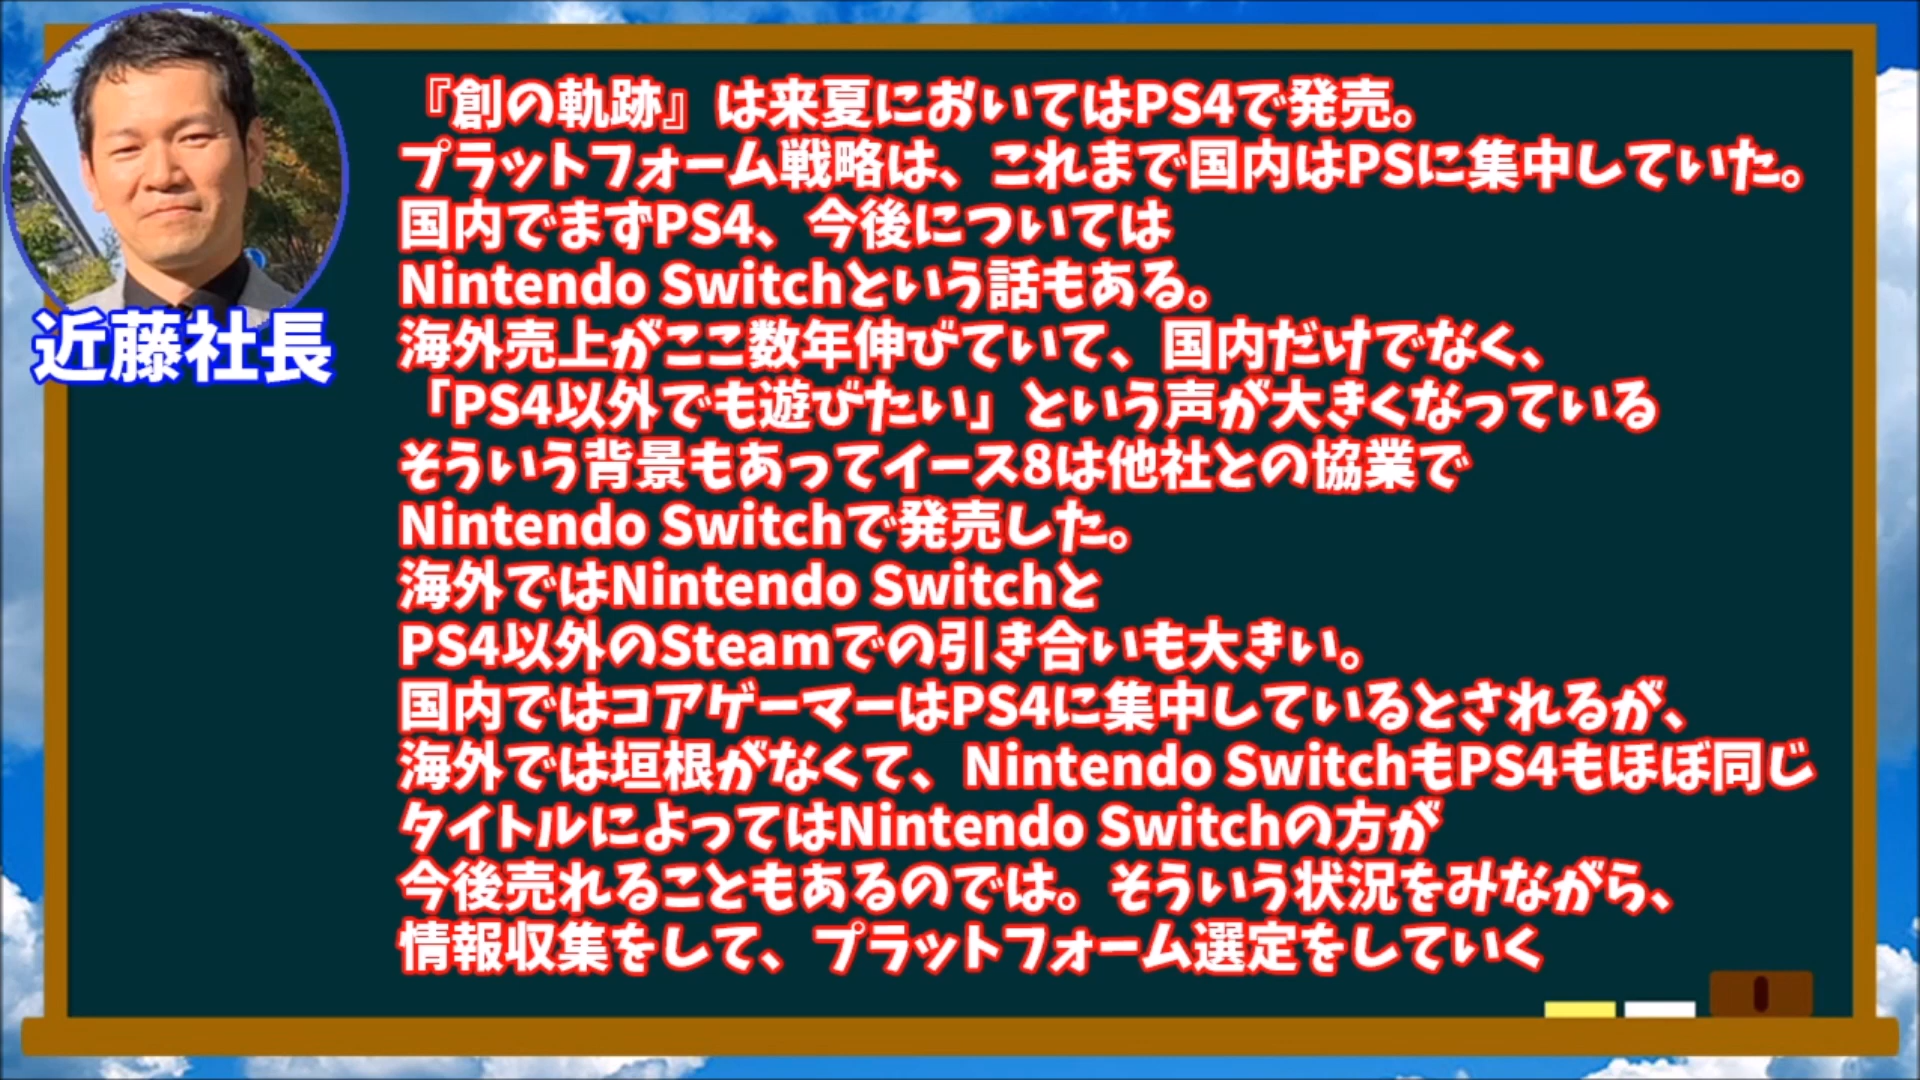 『創の軌跡』は来夏においてはPS4で発売。
プラットフォーム戦略は、これまで国内はPSに集中していた。
国内でまずPS4、今後については
Nintendo Switchという話もある。
海外売上がここ数年伸びていて、国内だけでなく、
「PS4以外でも遊びたい」という声が大きくなっている
そういう背景もあってイース8は他社との協業で
Nintendo Switchで発売した。
海外ではNintendo Switchと
PS4以外のSteamでの引き合いも大きい。
国内ではコアゲーマーはPS4に集中しているとされるが、
海外では垣根がなくて、Nintendo SwitchもPS4もほぼ同じ
タイトルによってはNintendo Switchの方が
今後売れることもあるのでは。そういう状況をみながら、
情報収集をして、プラットフォーム選定をしていく
近藤社長